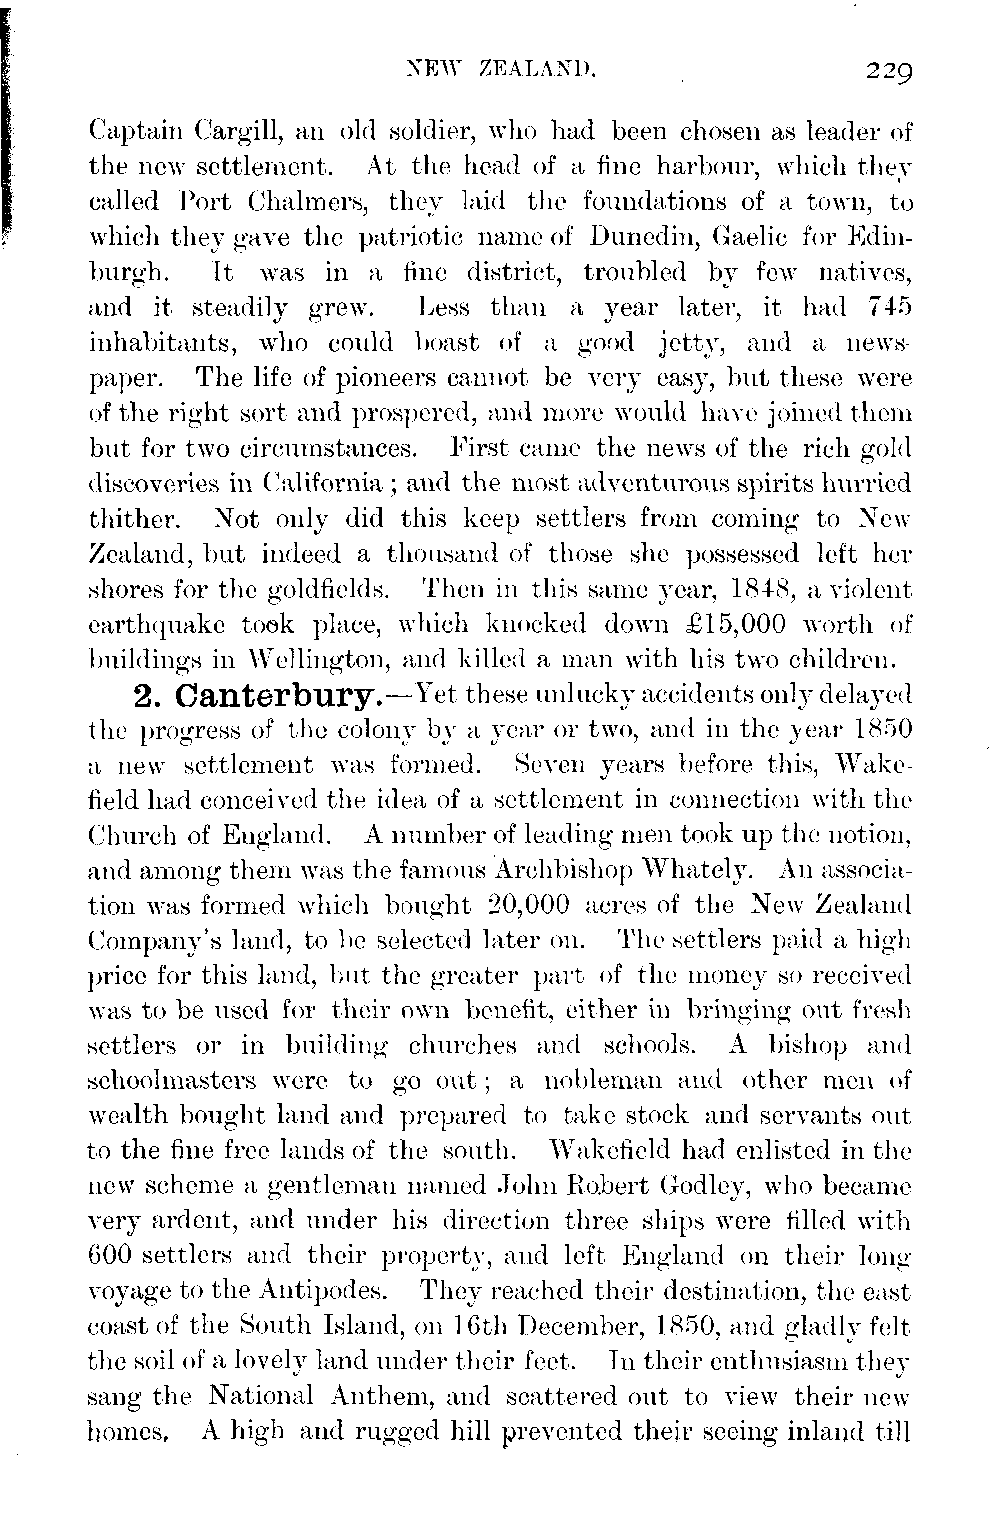 NEW ZEALAND. 229
Captain Cargill, an old soldier, who had been chosen as leader of
the new settlement. At the head of a fine harbour, which they
called Port Chalmers, they laid the foundations of a town, to
which they gave the patriotic name of Dunedin, Gaelic for Edin-
burgh. It was in a fine district, troubled by few natives,
and it steadily grew. Less than a year later, it had 745
inhabitants, who could boast of a good jetty, and a news-
paper. The life of pioneers cannot be very easy, but these were
of the right sort and prospered, and more would have joined them
but for two circumstances. First came the news of the rich gold
discoveries in California; and the most adventurous spirits hurried
thither. Not only did this keep settlers from coming to New
Zealand, but indeed a thousand of those she possessed left her
shores for the goldfields. Then in this same year, 1848, a violent
earthquake took place, which knocked down £15,000 worth of
buildings in Wellington, and killed a man with his two children.
2. Canterbury.—Yet these unlucky accidents only delayed
the progress of the colony by a year or two, and in the year 1850
a new settlement was formed. Seven years before this, Wake-
field had conceived the idea of a settlement in connection with the
Church of England. A number of leading men took up the notion,
and among them was the famous Archbishop Whately. An associa-
tion was formed which bought 20,000 acres of the New Zealand
Company's land, to be selected later on. The settlers paid a high
price for this land, but the greater part of the money so received
was to be used for their own benefit, either in bringing out fresh
settlers or in building churches and schools. A bishop and
schoolmasters were to go out; a nobleman and other men of
wealth bought land and prepared to take stock and servants out
to the fine free lands of the south. Wakefield had enlisted in the
new scheme a gentleman named John Robert Godley, who became
very ardent, and under his direction three ships were filled with
600 settlers and their property, and left England on their long
voyage to the Antipodes. They reached their destination, the east
coast of the South Island, on 16th December, 1850, and gladly felt
the soil of a lovely land under their feet. In their enthusiasm they
sang the National Anthem, and scattered out to view their new
homes. A high and rugged hill prevented their seeing inland till